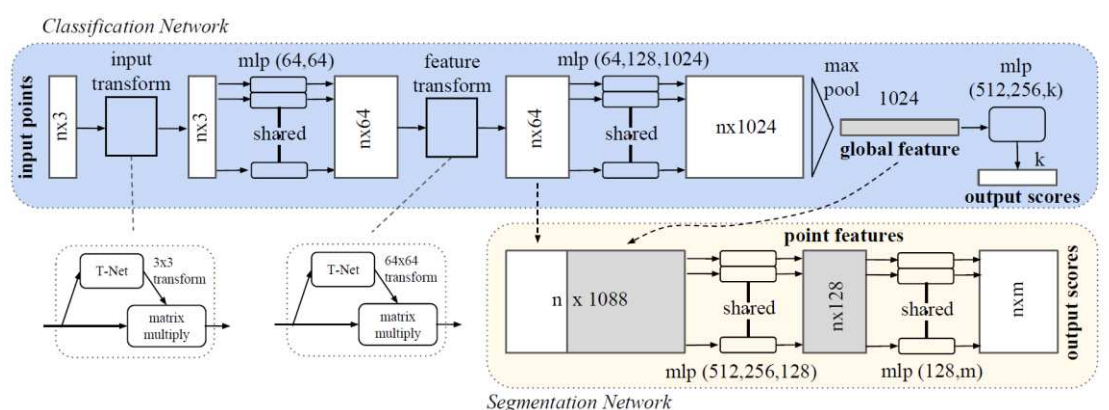 Classification Network
input points
nx3
input
transform
nx3
mlp (64,64)
shared
nx64
feature
transform
nx64
mlp (64,128,1024)
shared
nx1024
max
pool
1024
global feature
mlp
(512,256,k)
k
output scores
T-Net
3x3
transform
matrix
multiply
T-Net
64x64
transform
matrix
multiply
point features
n x 1088
shared
mlp (512,256,128)
nx128
shared
mlp (128,m)
nxm
output scores
Segmentation Network